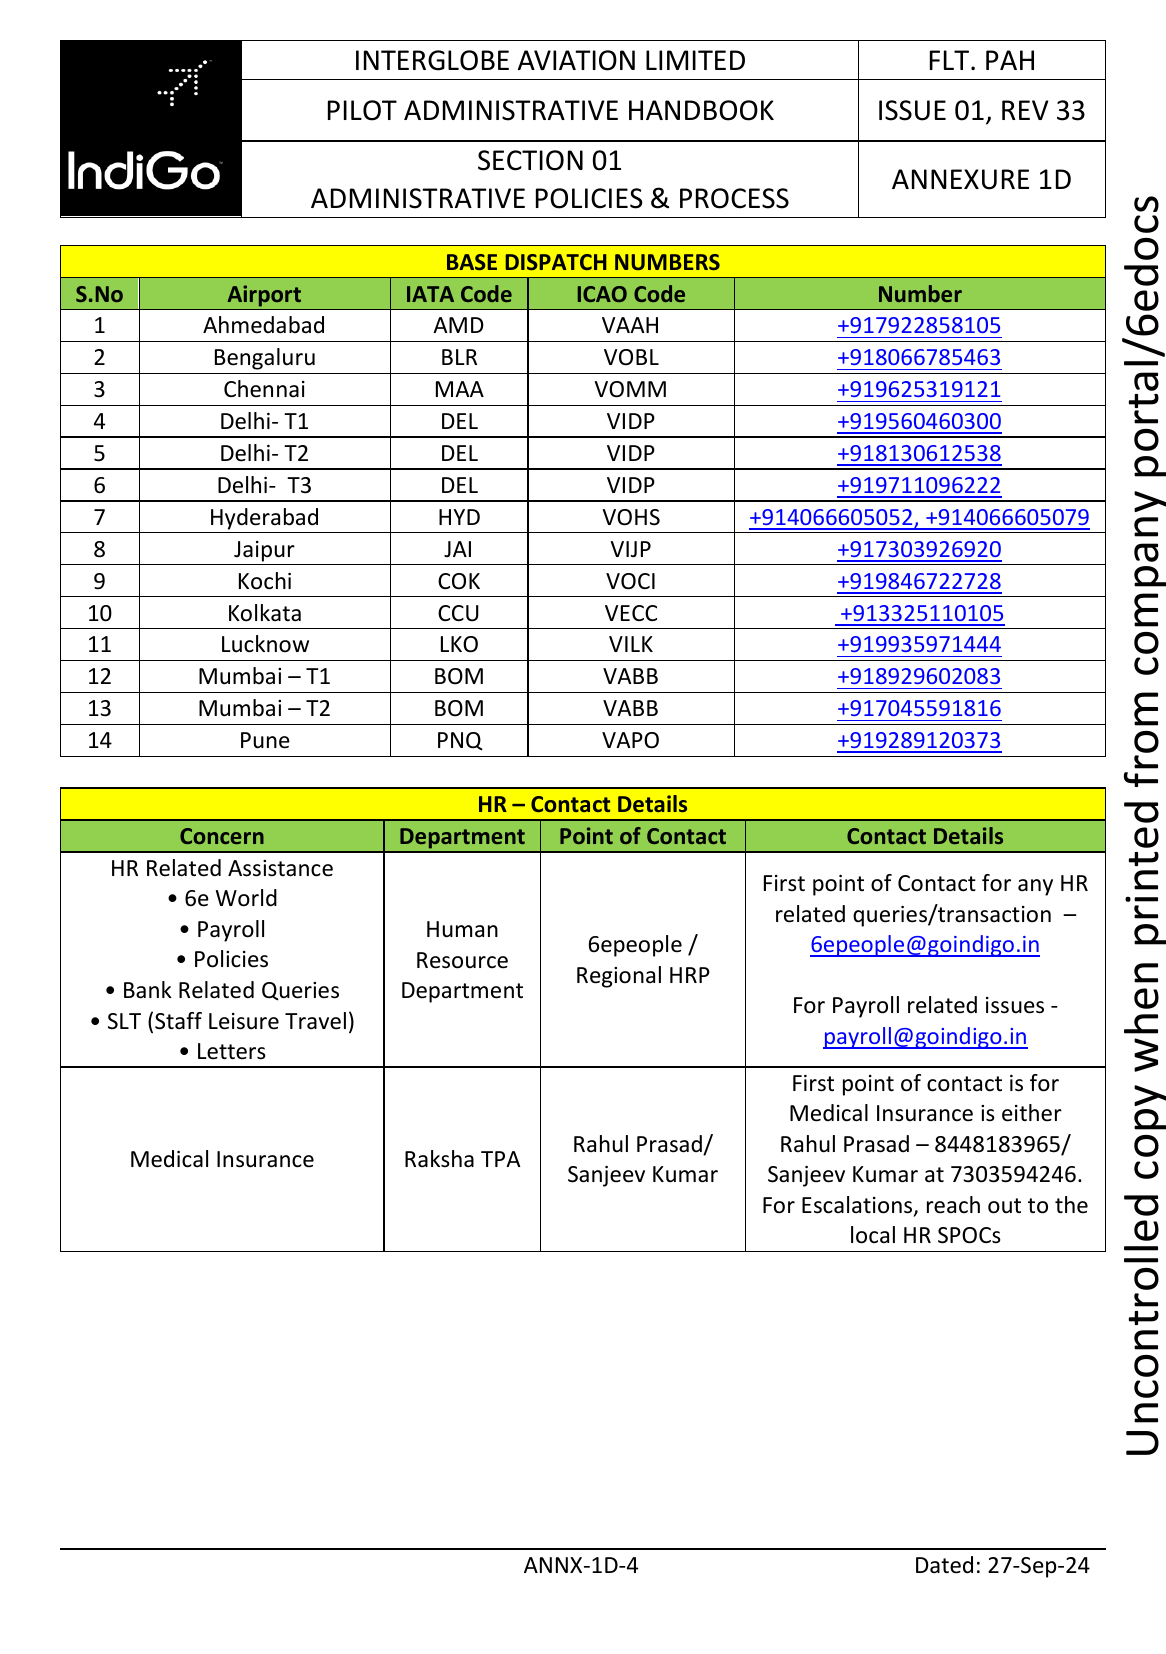 IndiGo
INTERGLOBE AVIATION LIMITED
FLT. PAH
PILOT ADMINISTRATIVE HANDBOOK
ISSUE 01, REV 33
SECTION 01
ADMINISTRATIVE POLICIES & PROCESS
ANNEXURE 1D
BASE DISPATCH NUMBERS
S.No Airport IATA Code ICAO Code Number
1 Ahmedabad AMD VAAH +917922858105
2 Bengaluru BLR VOBL +918066785463
3 Chennai MAA VOMM +919625319121
4 Delhi- T1 DEL VIDP +919560460300
5 Delhi- T2 DEL VIDP +918130612538
6 Delhi- T3 DEL VIDP +919711096222
7 Hyderabad HYD VOHS +914066605052, +914066605079
8 Jaipur JAI VIJP +917303926920
9 Kochi COK VOCI +919846722728
10 Kolkata CCU VECC +913325110105
11 Lucknow LKO VILK +919935971444
12 Mumbai – T1 BOM VABB +918929602083
13 Mumbai – T2 BOM VABB +917045591816
14 Pune PNQ VAPO +919289120373
HR – Contact Details
Concern Department Point of Contact Contact Details
HR Related Assistance
• 6e World
• Payroll
• Policies
• Bank Related Queries
• SLT (Staff Leisure Travel)
• Letters
Human
Resource
Department
6epeople /
Regional HRP
First point of Contact for any HR
related queries/transaction –
6epeople@goindigo.in
For Payroll related issues -
payroll@goindigo.in
Medical Insurance
Raksha TPA
Rahul Prasad/
Sanjeev Kumar
First point of contact is for
Medical Insurance is either
Rahul Prasad – 8448183965/
Sanjeev Kumar at 7303594246.
For Escalations, reach out to the
local HR SPOCs
ANNX-1D-4
Dated: 27-Sep-24
Uncontrolled copy when printed from company portal/6edocs